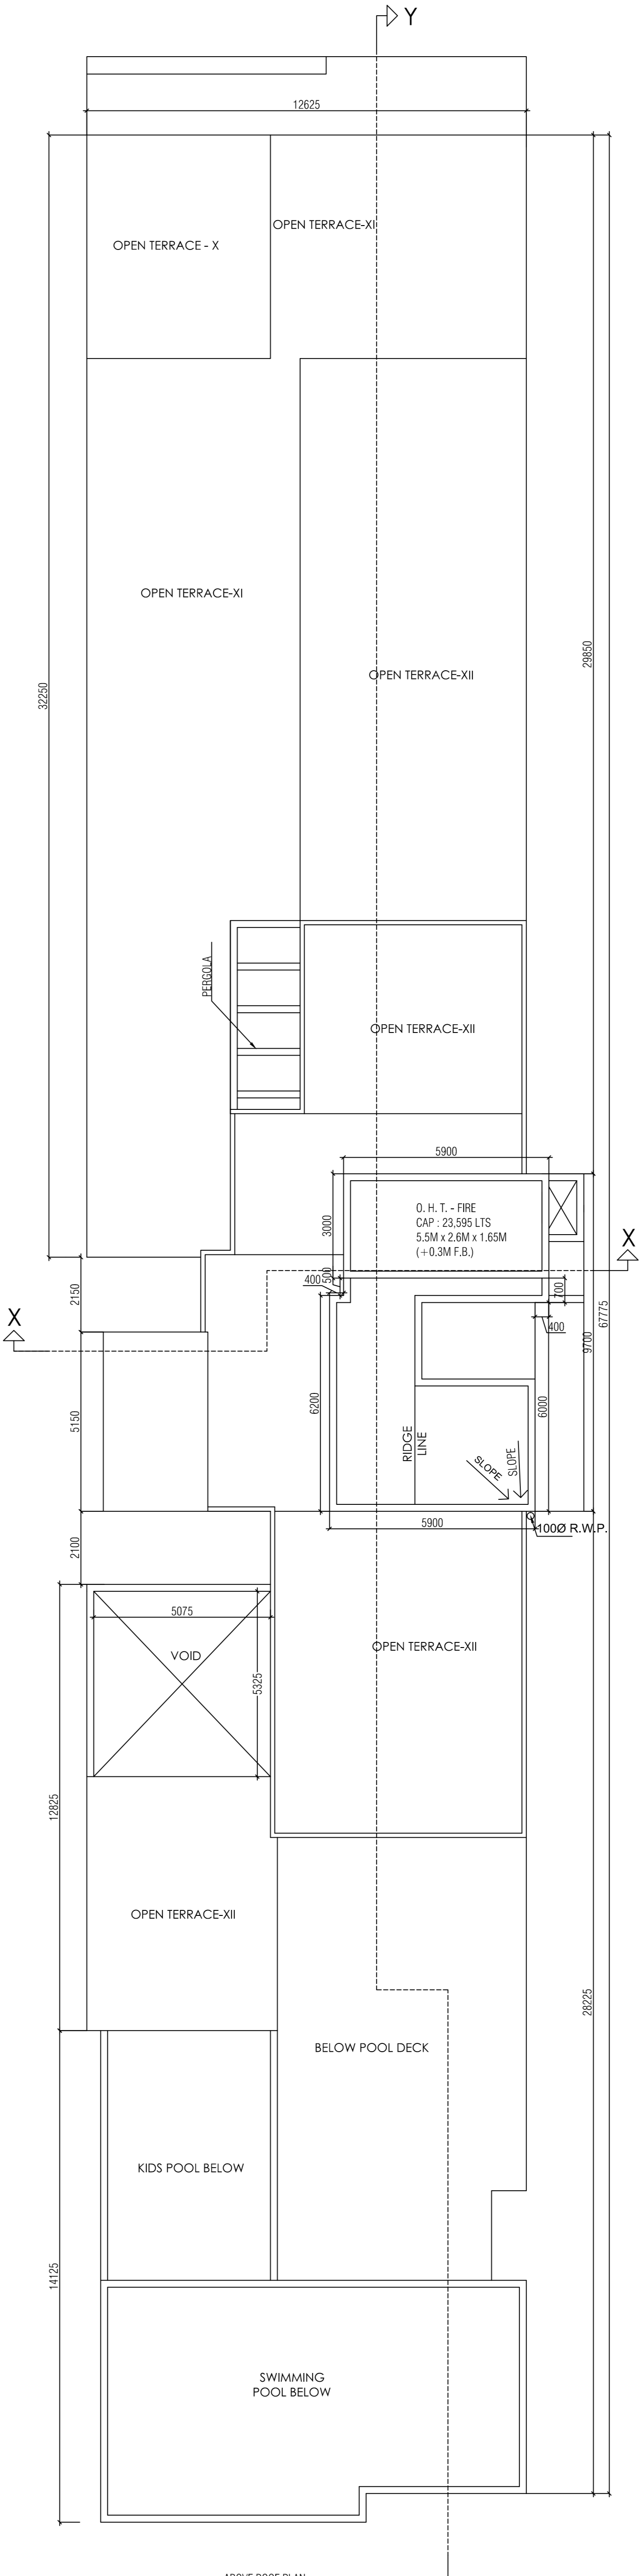 Y
12625
OPEN TERRACE-XI
OPEN TERRACE - X
OPEN TERRACE-XI
29850
32250
OPEN TERRACE-XII
PERGOLA
OPEN TERRACE-XII
5900
O. H. T. - FIRE
CAP : 23,595 LTS
5.5M x 2.6M x 1.65M
(+0.3M F.B.)
3000
X
500
400
700
2150
X
400
9700
67775
6200
6000
5150
RIDGE
LINE
SLOPE
SLOPE
5900
100Ø R.W.P.
2100
5075
VOID
5325
OPEN TERRACE-XII
12825
OPEN TERRACE-XII
28225
BELOW POOL DECK
KIDS POOL BELOW
14125
SWIMMING
POOL BELOW
ABOVE ROOF PLAN